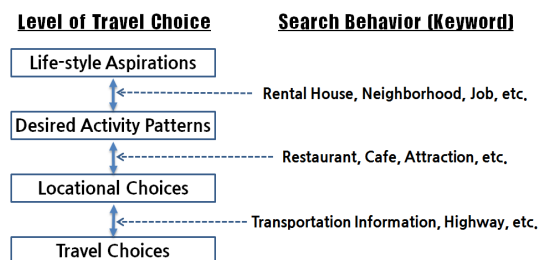 Level of Travel Choice
Search Behavior (Keyword)
Life-style Aspirations
Rental House, Neighborhood, Job, etc.
Desired Activity Patterns
Restaurant, Cafe, Attraction, etc.
Locational Choices
Transportation Information, Highway, etc.
Travel Choices